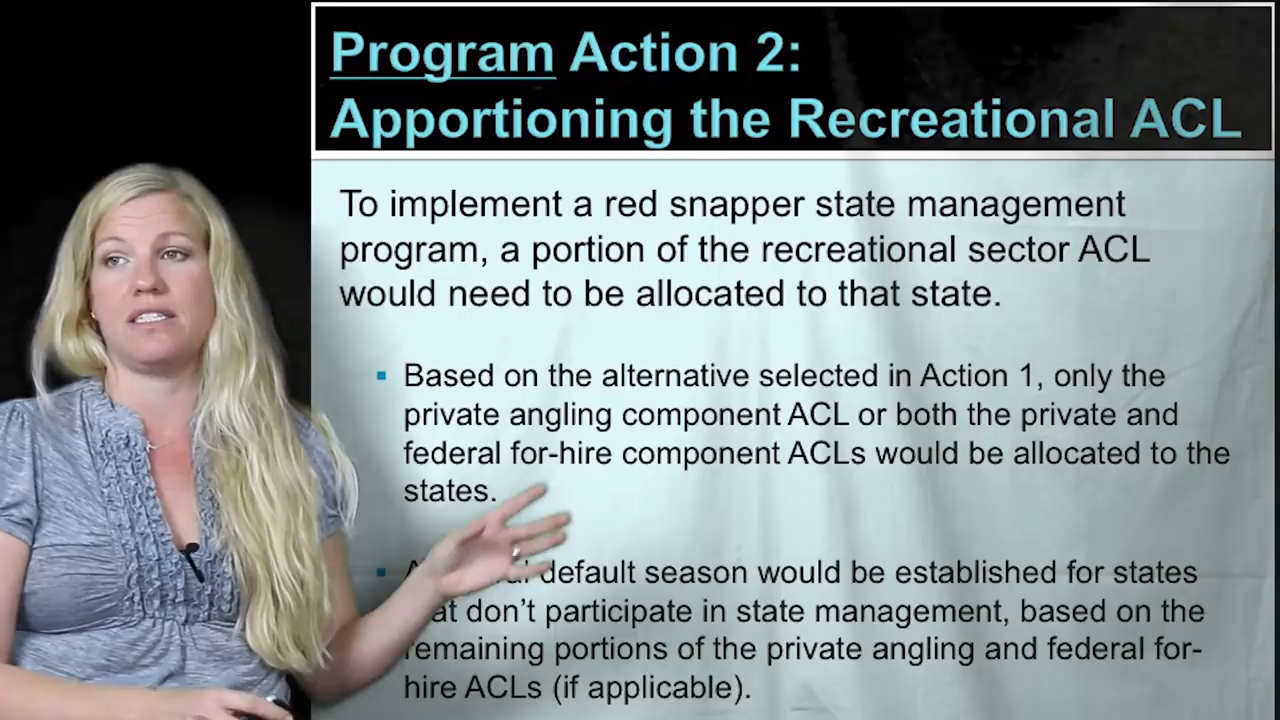 Program Action 2:
Apportioning the Recreational ACL
To implement a red snapper state management
program, a portion of the recreational sector ACL
would need to be allocated to that state.
Based on the alternative selected in Action 1, only the
private angling component ACL or both the private and
federal for-hire component ACLs would be allocated to the
states.
default season would be established for states
don’t participate in state management, based on the
remaining portions of the private angling and federal for-
hire ACLs (if applicable).